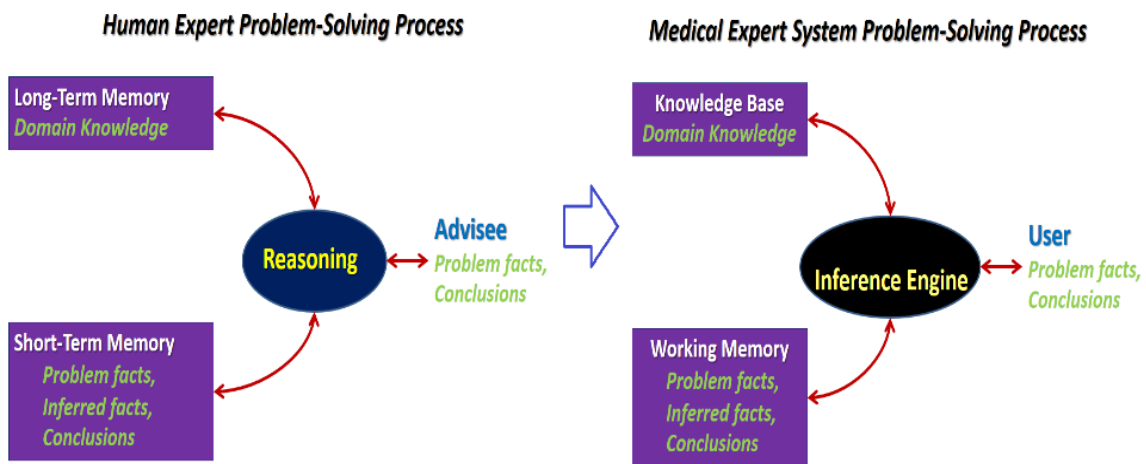 Human Expert Problem-Solving Process
Long-Term Memory
Domain Knowledge
Reasoning
Advisee
Problem facts,
Conclusions
Short-Term Memory
Problem facts,
Inferred facts,
Conclusions
Medical Expert System Problem-Solving Process
Knowledge Base
Domain Knowledge
Inference Engine
User
Problem facts,
Conclusions
Working Memory
Problem facts,
Inferred facts,
Conclusions